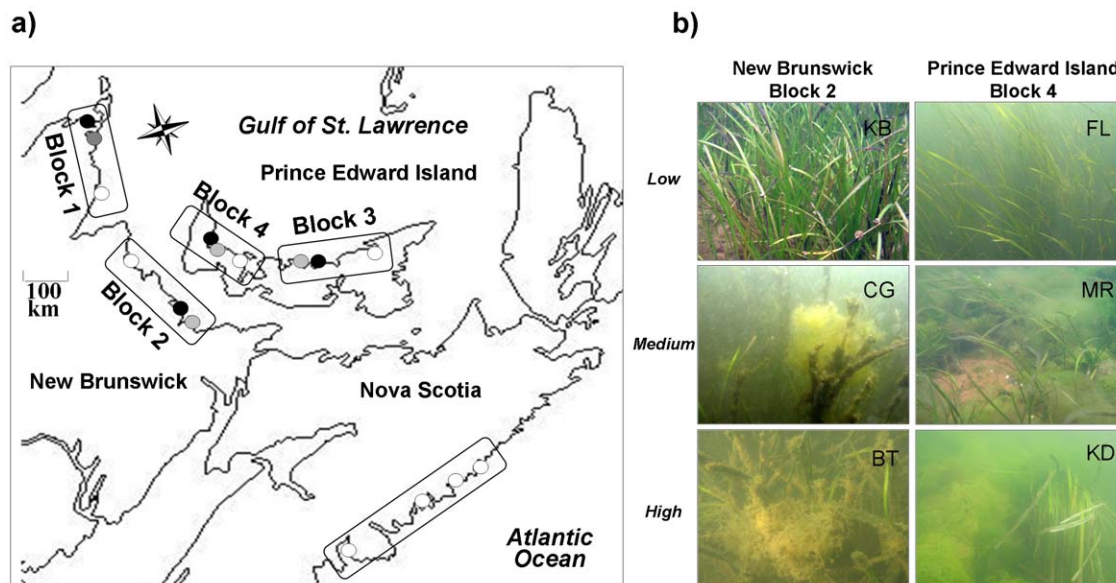 a)
Gulf of St. Lawrence
Prince Edward Island
Block 1
Block 4
Block 3
100
km
Block 2
New Brunswick
Nova Scotia
Atlantic
Ocean
b)
New Brunswick
Block 2
Prince Edward Island
Block 4
Low
KB
FL
Medium
CG
MR
High
BT
KD